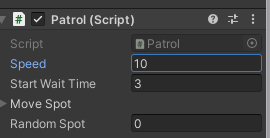 Patrol (Script)
Script Patrol
Speed 10
Start Wait Time 3
Move Spot
Random Spot 0